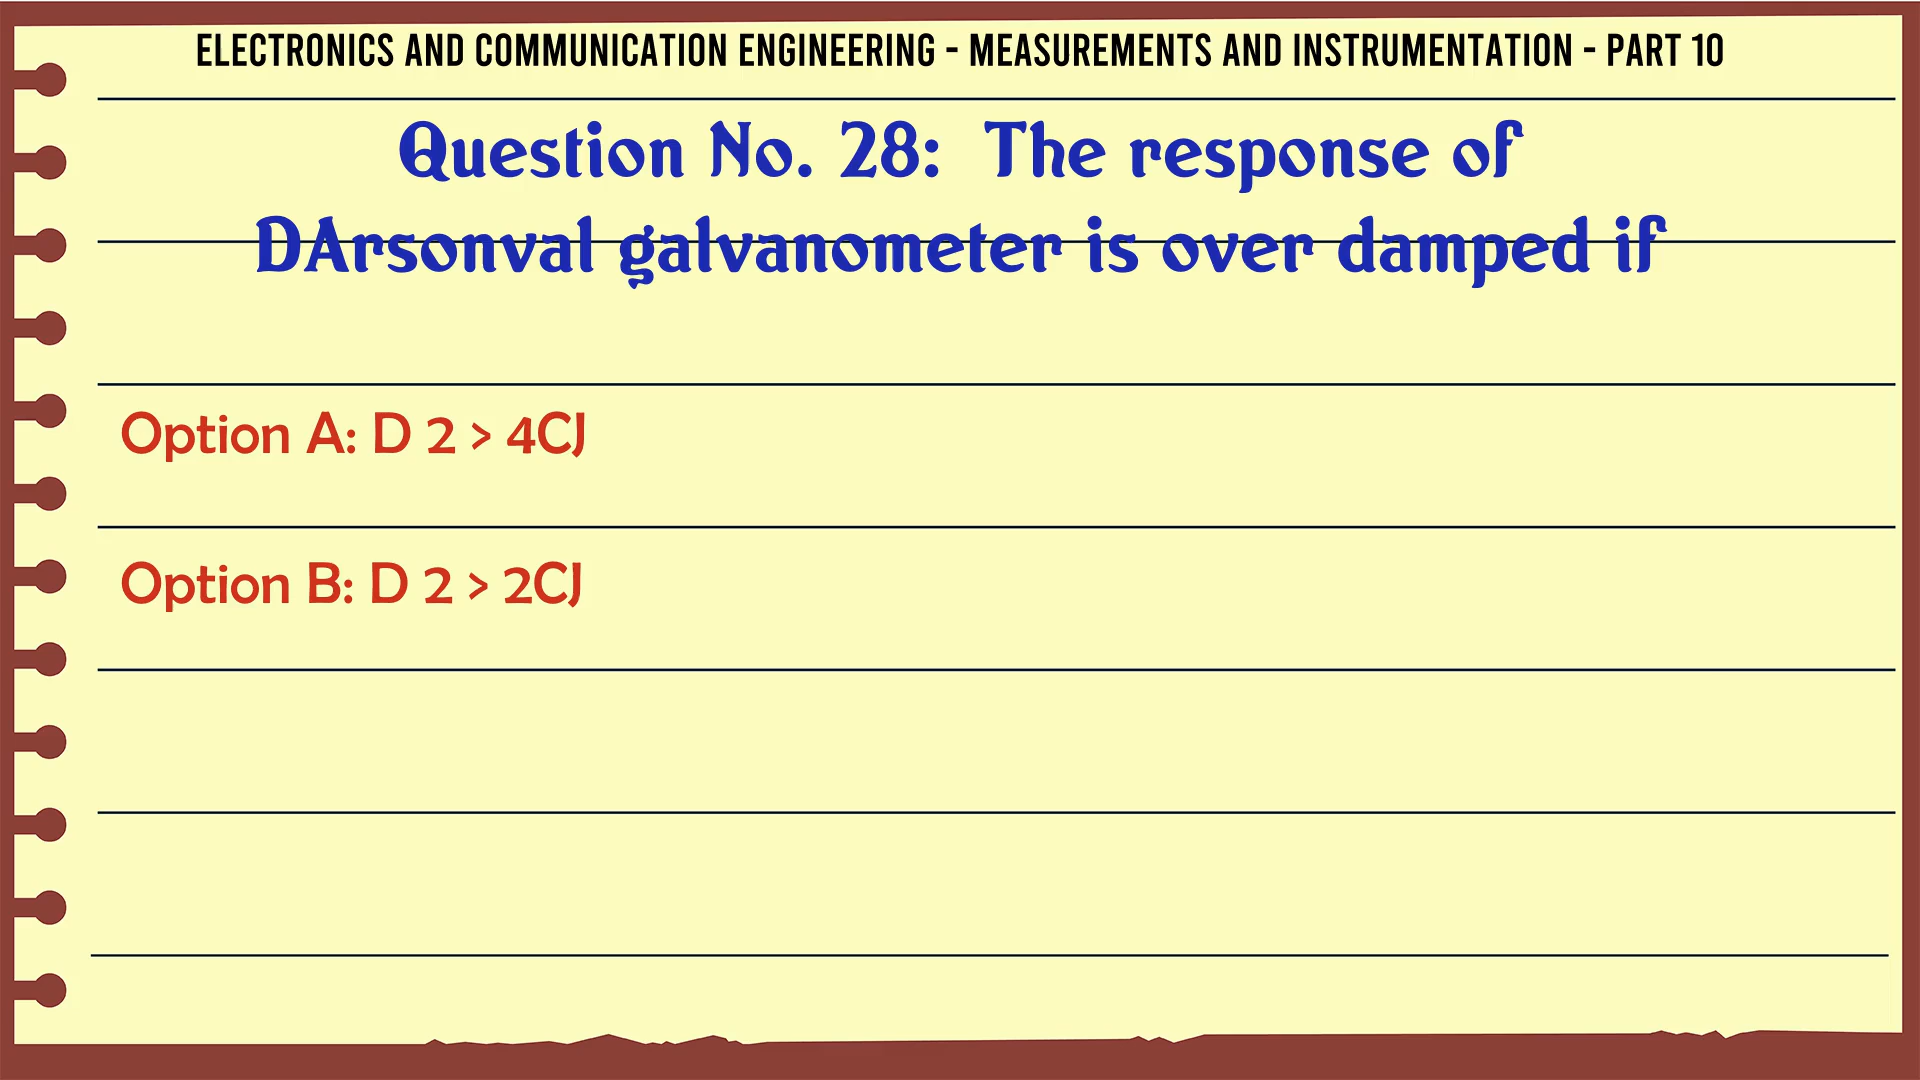 ELECTRONICS AND COMMUNICATION ENGINEERING - MEASUREMENTS AND INSTRUMENTATION - PART 10
Question No. 28: The response of
DArsonval galvanometer is over damped if
Option A: D 2 > 4CJ
Option B: D 2 > 2CJ